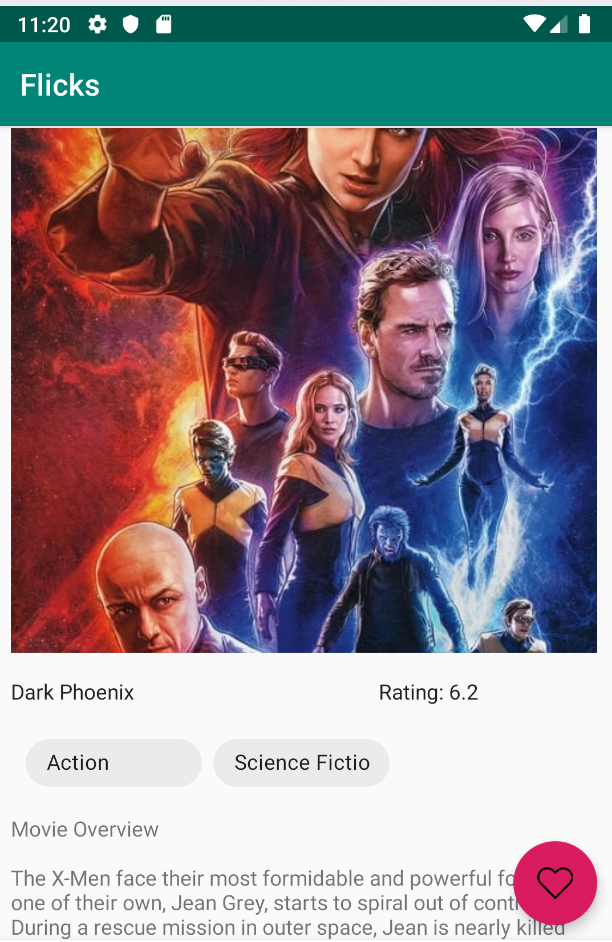 11:20
Flicks
Dark Phoenix
Rating: 6.2
Action
Science Fictio
Movie Overview
The X-Men face their most formidable and powerful fo
one of their own, Jean Grey, starts to spiral out of cont
During a rescue mission in outer space, Jean is nearly killed